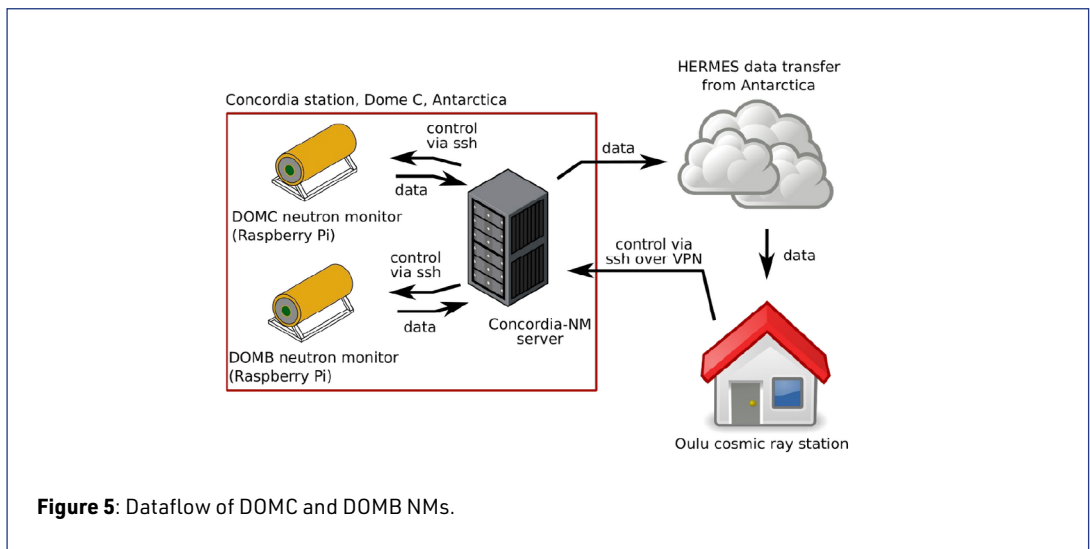 HERMES data transfer
from Antarctica
Concordia station, Dome C, Antarctica
control
via ssh
data
data
DOMC neutron monitor
(Raspberry Pi)
control
via ssh
control via
ssh over VPN
data
data
Concordia-NM
server
DOMB neutron monitor
(Raspberry Pi)
Oulu cosmic ray station
Figure 5: Dataflow of DOMC and DOMB NMs.